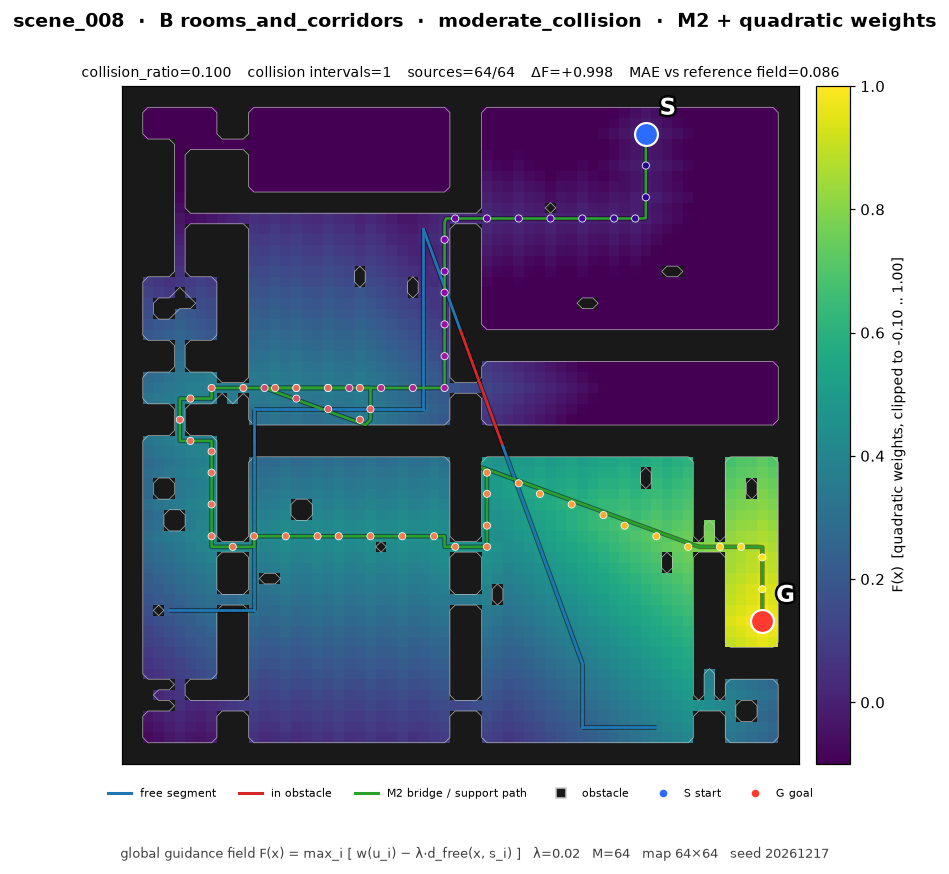 scene_008 · B rooms_and_corridors · moderate_collision · M2 + quadratic weights
collision_ratio=0.100 collision intervals=1 sources=64/64 ΔF=+0.998 MAE vs reference field=0.086
S
G
1.0
0.8
0.6
0.4
0.2
0.0
F(x) [quadratic weights, clipped to -0.10 .. 1.00]
free segment
in obstacle
M2 bridge / support path
obstacle
S start
G goal
global guidance field F(x) = max_i [ w(u_i) − λ·d_free(x, s_i) ] λ=0.02 M=64 map 64×64 seed 20261217